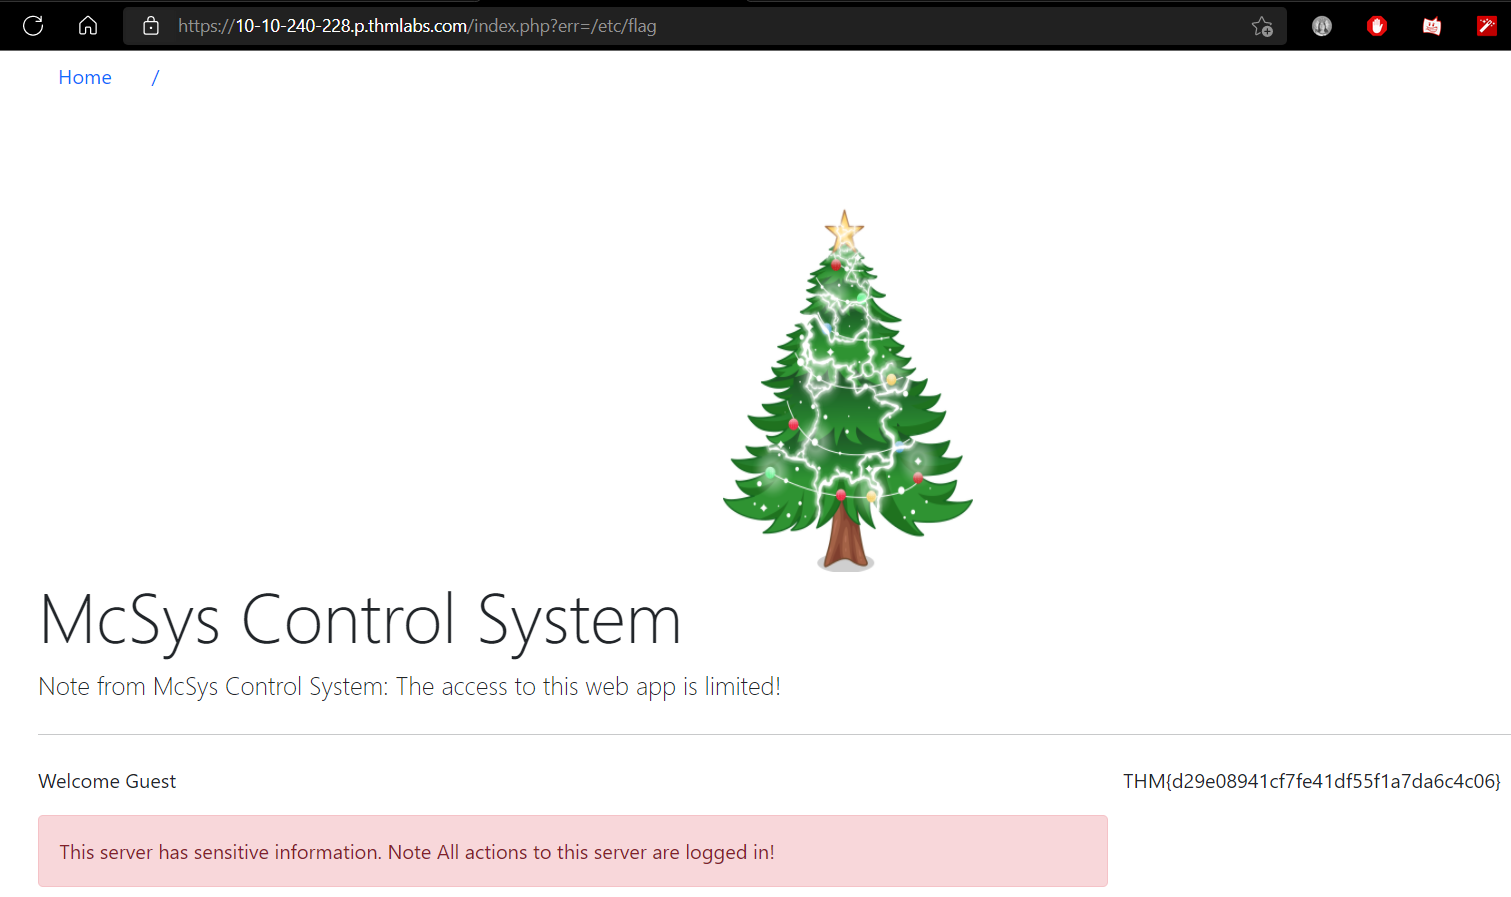 https://10-10-240-228.p.thmlabs.com/index.php?err=/etc/flag
Home /
McSys Control System
Note from McSys Control System: The access to this web app is limited!
Welcome Guest
THM{d29e08941cf7fe41df55f1a7da6c4c06}
This server has sensitive information. Note All actions to this server are logged in!